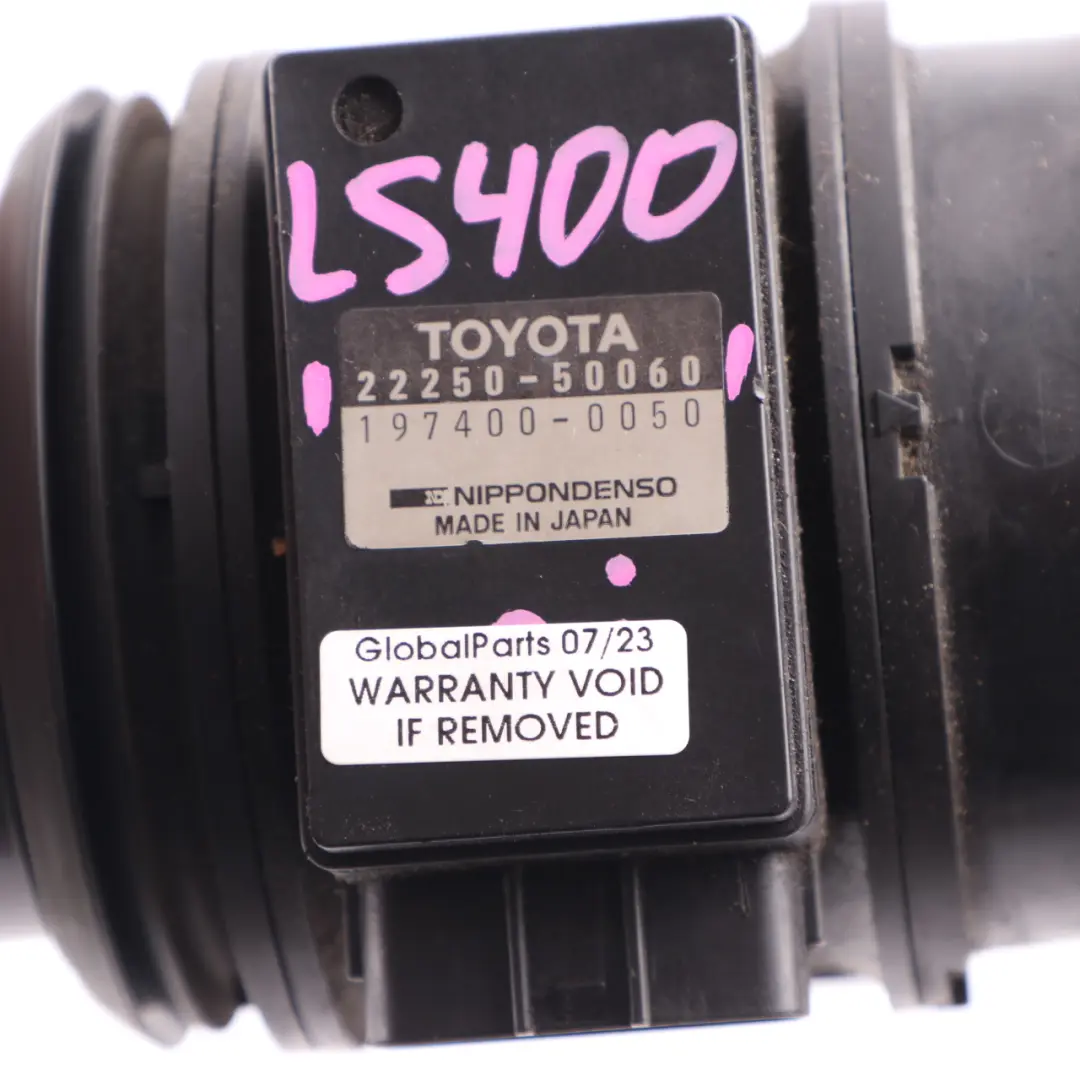 LS400
TOYOTA
22250-50060
197400-0050
NIPPONDENSO
MADE IN JAPAN
GlobalParts 07/23
WARRANTY VOID
IF REMOVED